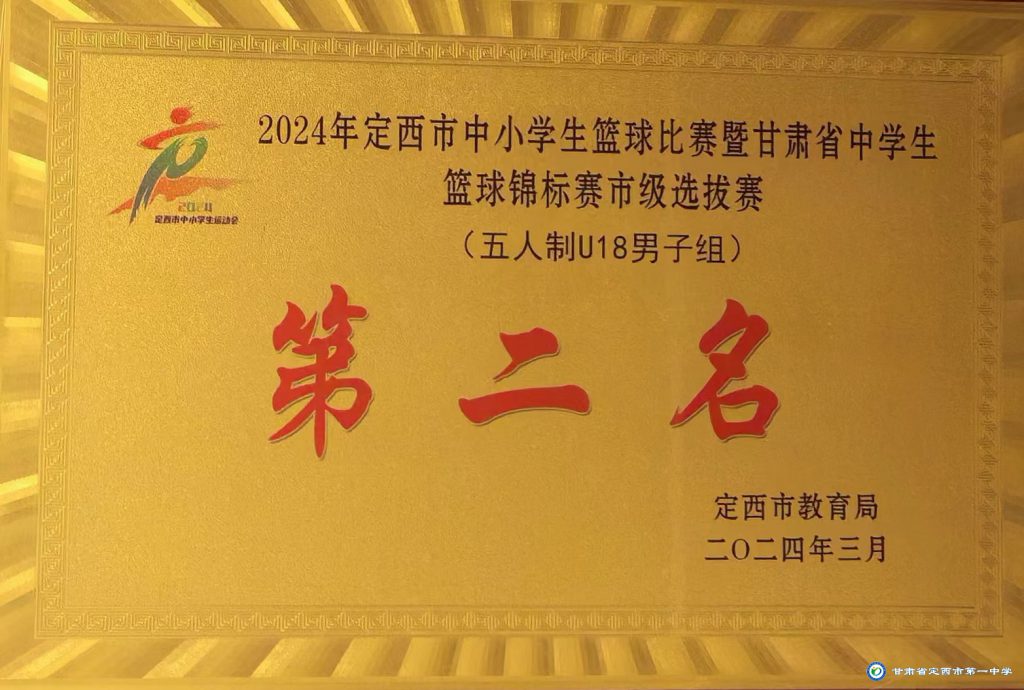 2024年定西市中小学生篮球比赛暨甘肃省中学生
篮球锦标赛市级选拔赛
（五人制U18男子组）
2024
定西市中小学生运动会
第二名
定西市教育局
二〇二四年三月
甘肃省定西市第一中学